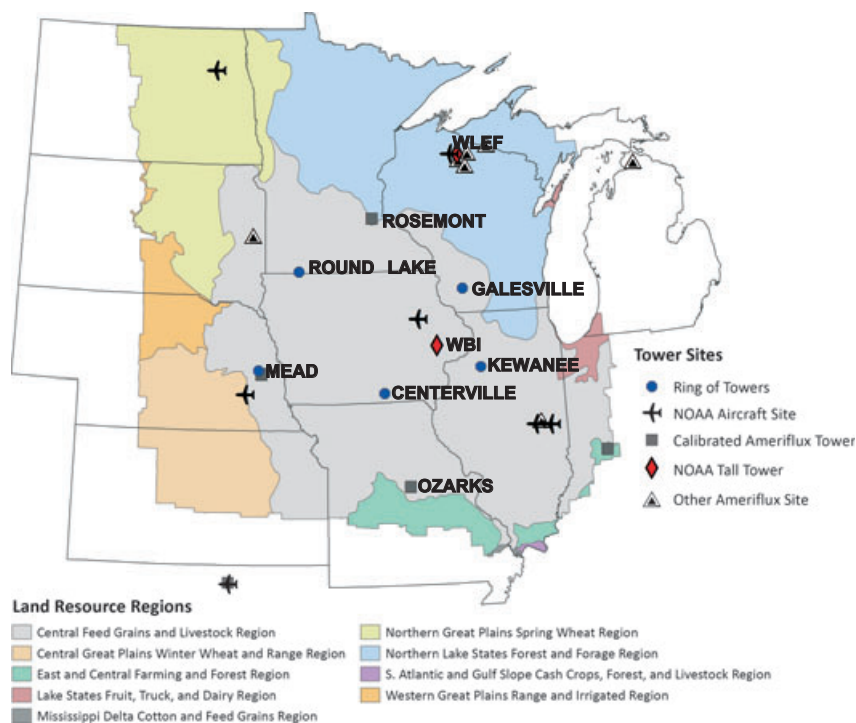 WLEF
ROSEMONT
ROUND LAKE
GALESVILLE
WBI
MEAD
KEWANEE
CENTERVILLE
OZARKS
Tower Sites
Ring of Towers
NOAA Aircraft Site
Calibrated Ameriflux Tower
NOAA Tall Tower
Other Ameriflux Site
Land Resource Regions
Central Feed Grains and Livestock Region
Central Great Plains Winter Wheat and Range Region
East and Central Farming and Forest Region
Lake States Fruit, Truck, and Dairy Region
Mississippi Delta Cotton and Feed Grains Region
Northern Great Plains Spring Wheat Region
Northern Lake States Forest and Forage Region
S. Atlantic and Gulf Slope Cash Crops, Forest, and Livestock Region
Western Great Plains Range and Irrigated Region